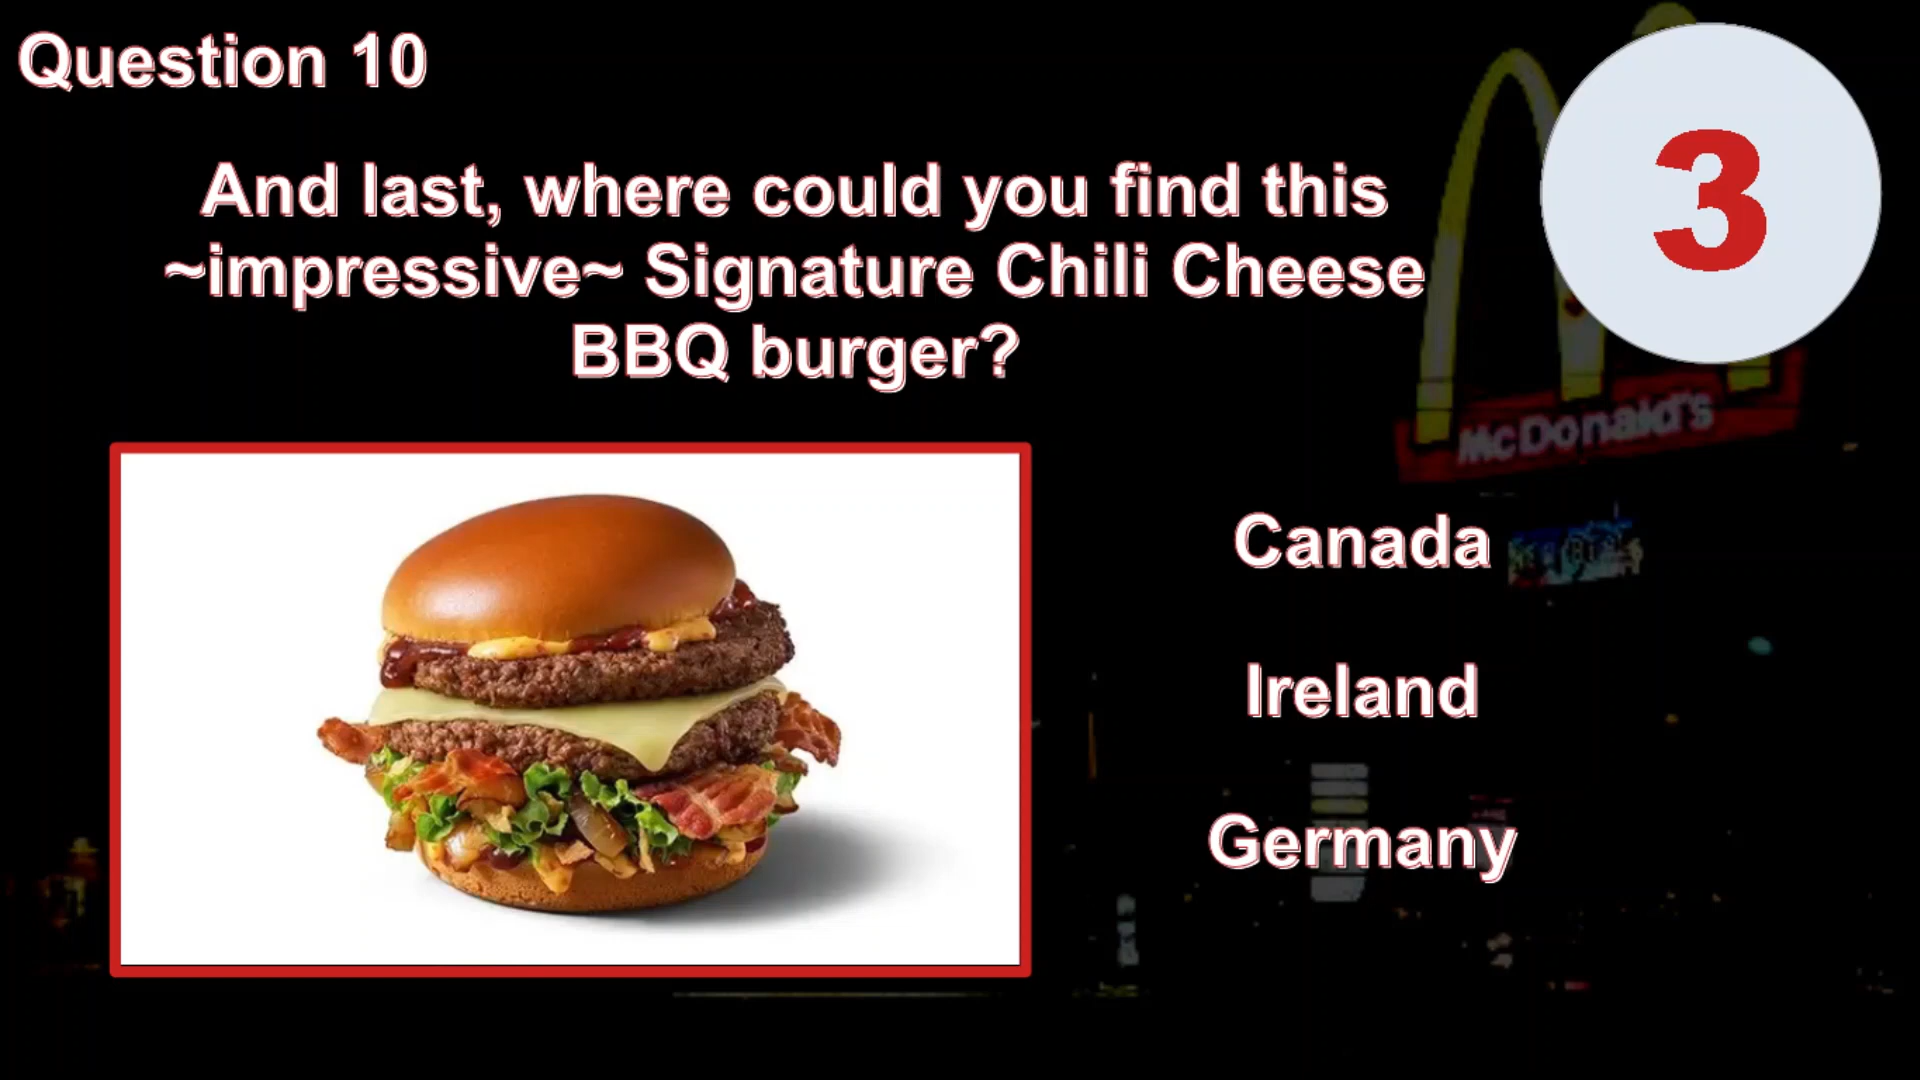 Question 10
3
And last, where could you find this
~impressive~ Signature Chili Cheese
BBQ burger?
McDonald's
Canada
Ireland
Germany